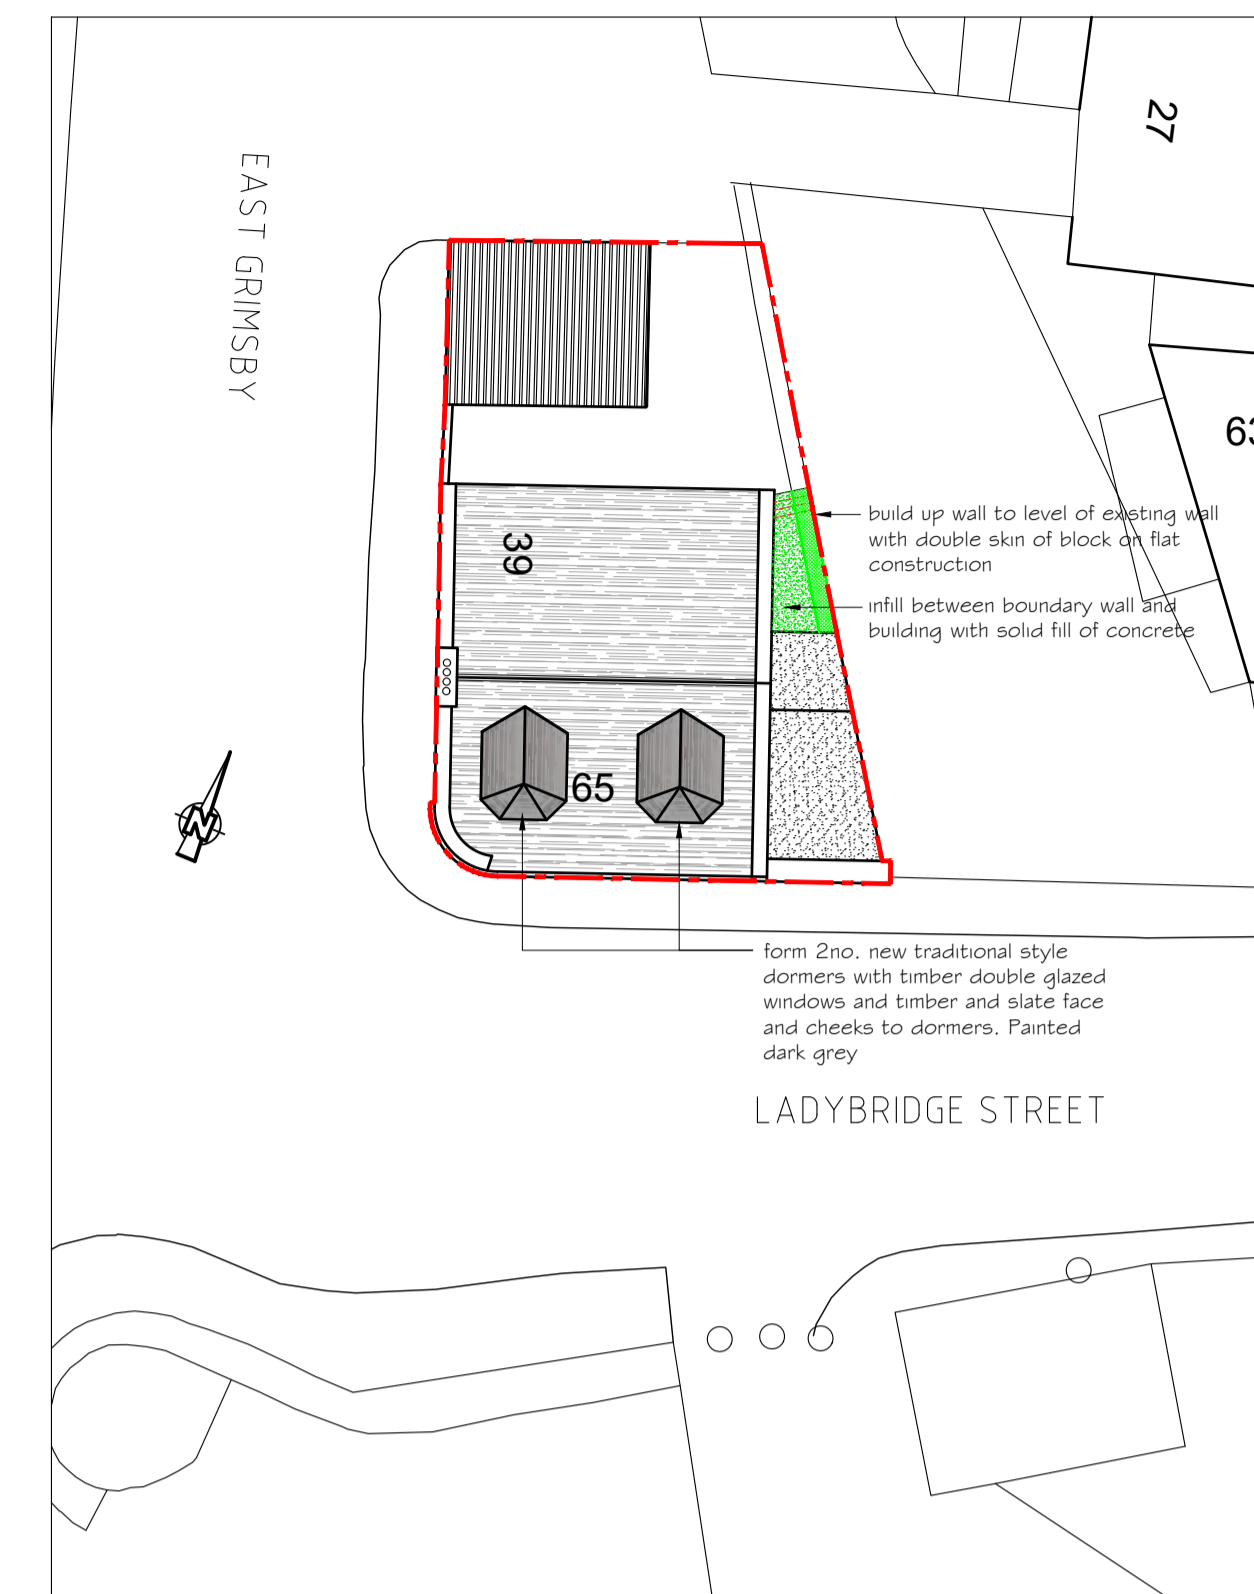 27
EAST GRIMSBY
63
build up wall to level of existing wall
with double skin of block on flat
construction
39
infill between boundary wall and
building with solid fill of concrete
65
N
form 2no. new traditional style
dormers with timber double glazed
windows and timber and slate face
and cheeks to dormers. Painted
dark grey
LADYBRIDGE STREET